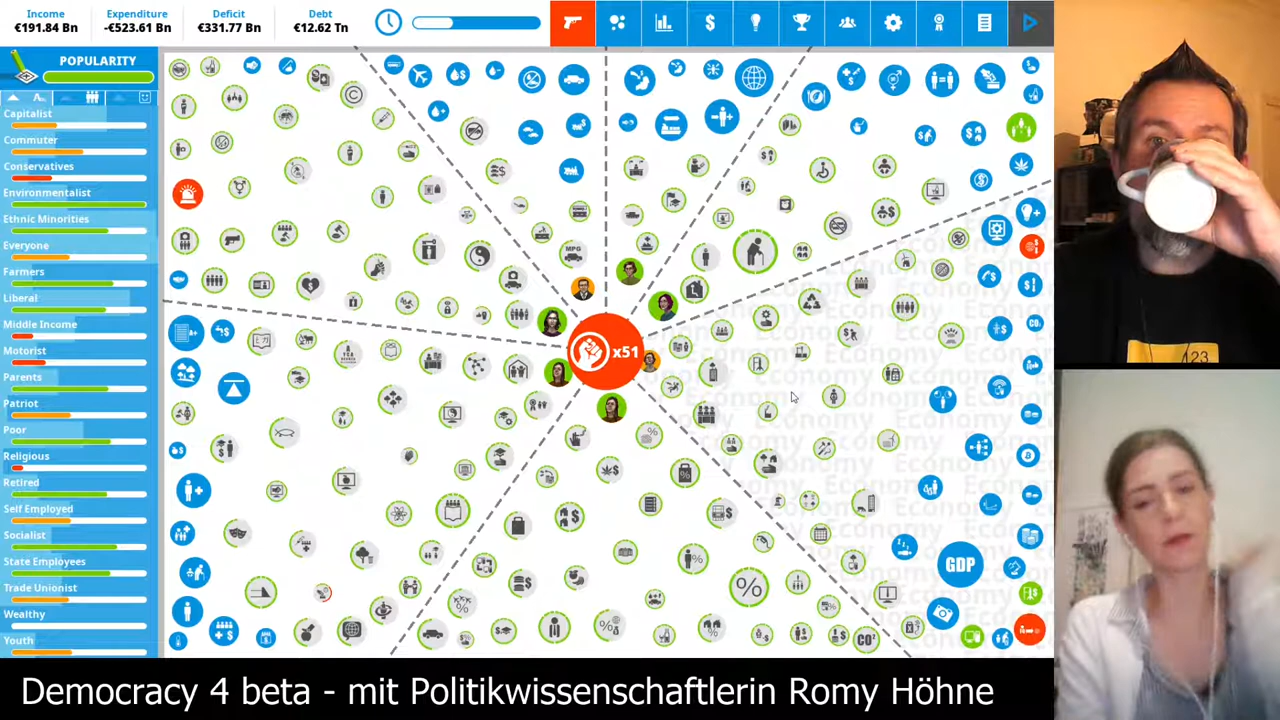 Income
Expenditure
Deficit
Debt
€191.84 Bn
-€523.61 Bn
€331.77 Bn
€12.62 Tn
POPULARITY
Capitalist
Commuter
Conservatives
Environmentalist
Ethnic Minorities
Everyone
Farmers
Liberal
Middle Income
Motorist
Parents
Patriot
Poor
Religious
Retired
Self Employed
Socialist
State Employees
Trade Unionist
Wealthy
Youth
x51
MPG
GDP
CO²
Economy
123
Democracy 4 beta - mit Politikwissenschaftlerin Romy Höhne